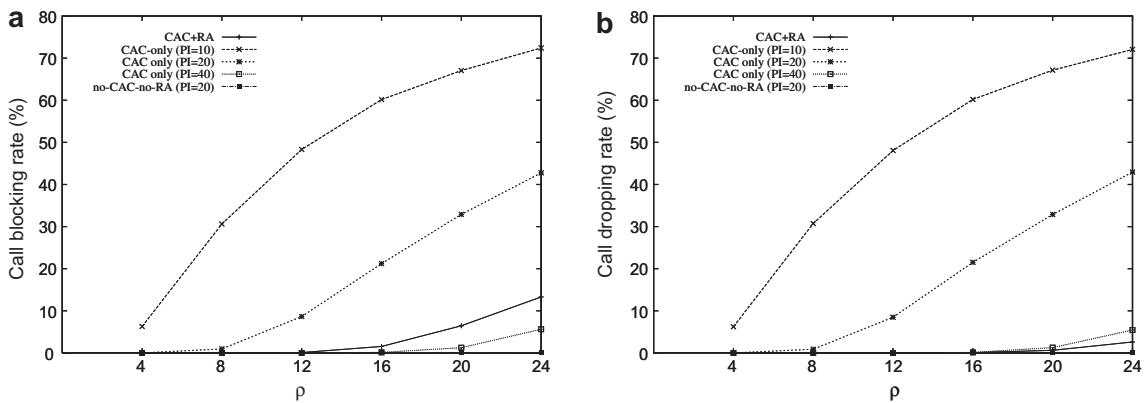 a
Call blocking rate (%)
80
70
60
50
40
30
20
10
0
CAC+RA
CAC-only (PI=10)
CAC only (PI=20)
CAC only (PI=40)
no-CAC-no-RA (PI=20)
4 8 12 16 20 24
ρ
b
Call dropping rate (%)
80
70
60
50
40
30
20
10
0
CAC+RA
CAC-only (PI=10)
CAC only (PI=20)
CAC only (PI=40)
no-CAC-no-RA (PI=20)
4 8 12 16 20 24
ρ